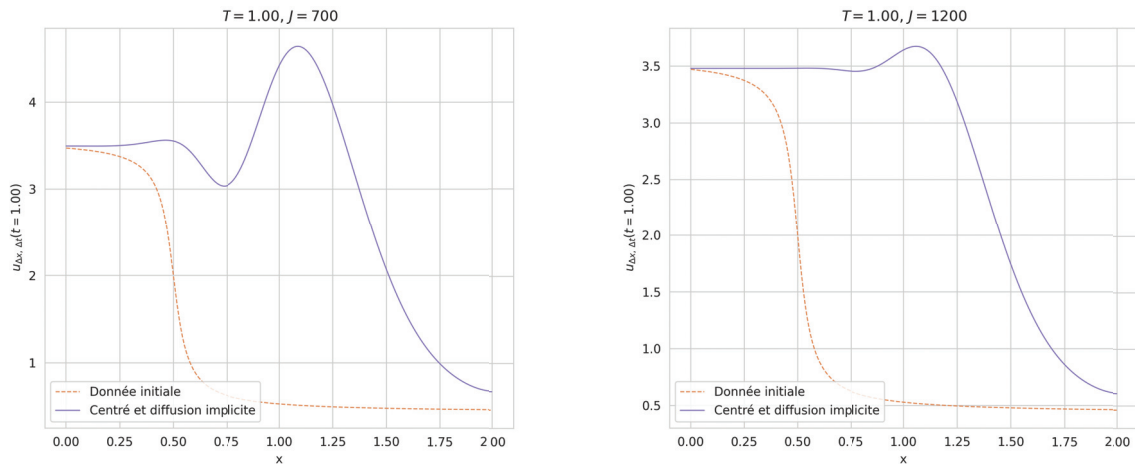 T = 1.00, J = 700
4
3
2
1
u_{Δx, Δt}(t = 1.00)
Donnée initiale
Centré et diffusion implicite
0.00 0.25 0.50 0.75 1.00 1.25 1.50 1.75 2.00
x
T = 1.00, J = 1200
3.5
3.0
2.5
2.0
1.5
1.0
0.5
u_{Δx, Δt}(t = 1.00)
Donnée initiale
Centré et diffusion implicite
0.00 0.25 0.50 0.75 1.00 1.25 1.50 1.75 2.00
x